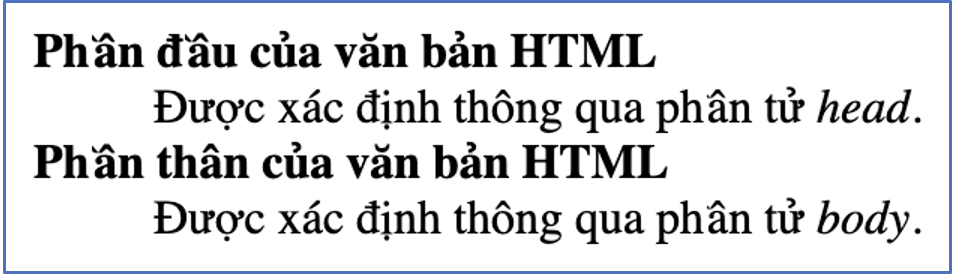 Phần đầu của văn bản HTML
Được xác định thông qua phần tử head.
Phần thân của văn bản HTML
Được xác định thông qua phần tử body.